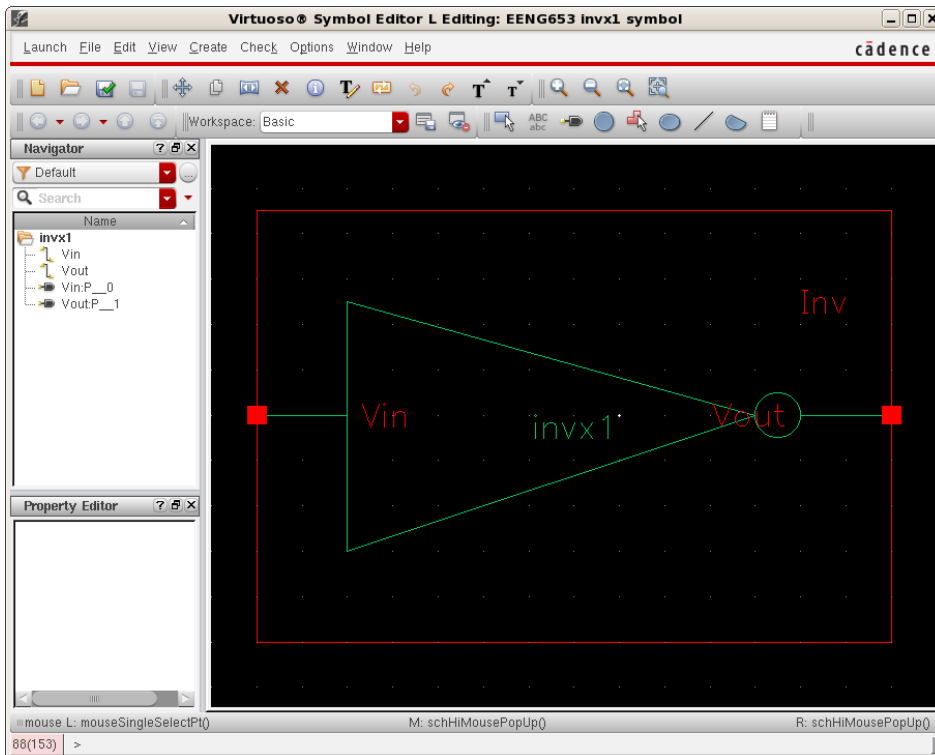 Virtuoso® Symbol Editor L Editing: EENG653 invx1 symbol
Launch File Edit View Create Check Options Window Help
cādence
Workspace: Basic
ABC
abc
Navigator
Default
Search
Name
invx1
Vin
Vout
Vin:P__0
Vout:P__1
Property Editor
Inv
Vin
invx1
Vout
mouse L: mouseSingleSelectPt()
M: schHiMousePopUp()
R: schHiMousePopUp()
88(153) >